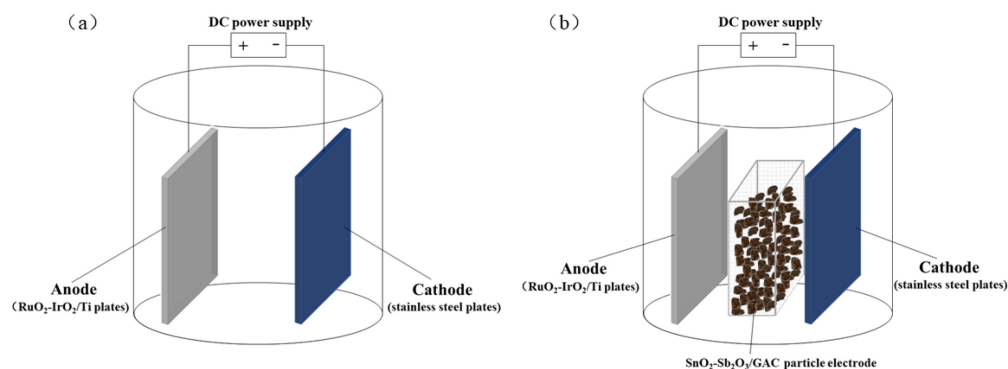 （a）
DC power supply
+ -
Anode
（RuO₂-IrO₂/Ti plates）
Cathode
(stainless steel plates)
（b）
DC power supply
+ -
Anode
（RuO₂-IrO₂/Ti plates）
Cathode
(stainless steel plates)
SnO₂-Sb₂O₃/GAC particle electrode